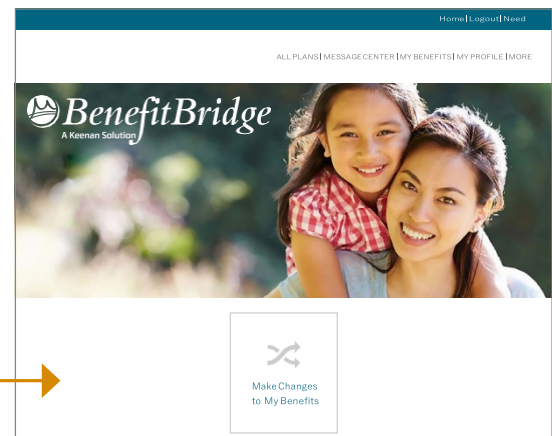 Home|Logout|Need
ALL PLANS|MESSAGE CENTER|MY BENEFITS|MY PROFILE|MORE
BenefitBridge
A Keenan Solution
Make Changes
to My Benefits